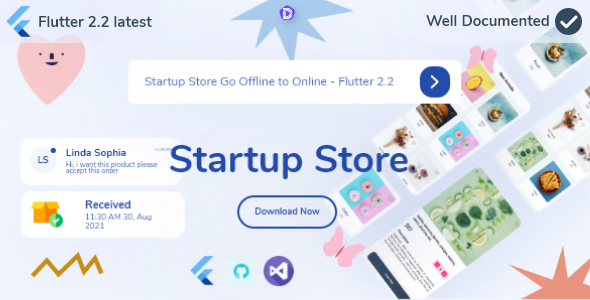 Flutter 2.2 latest
Well Documented
Startup Store Go Offline to Online - Flutter 2.2
LS
Linda Sophia
Hi, i want this product please
accept this order
Startup Store
Received
11:30 AM 30, Aug
2021
Download Now